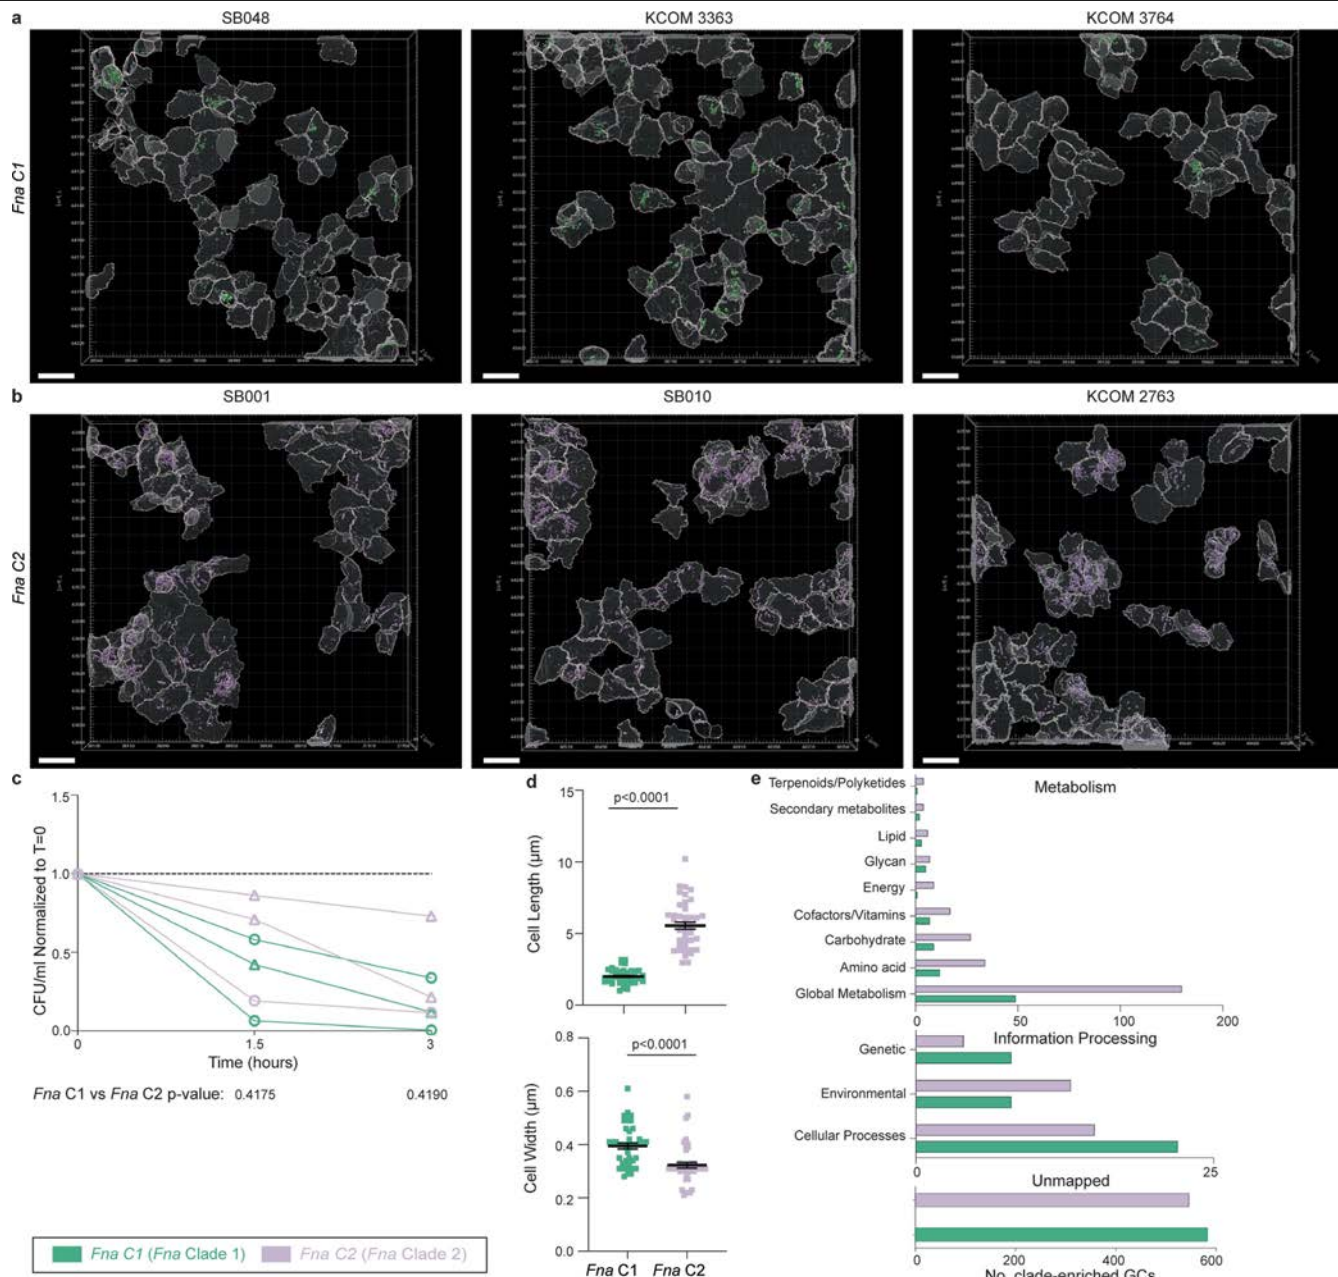 a
SB048
KCOM 3363
KCOM 3764
Fna C1
b
SB001
SB010
KCOM 2763
Fna C2
c
1.5
1.0
0.5
0.0
CFU/ml Normalized to T=0
0
1.5
3
Time (hours)
Fna C1 vs Fna C2 p-value: 0.4175 0.4190
d
p<0.0001
15
10
5
0
Cell Length (µm)
p<0.0001
0.8
0.6
0.4
0.2
0.0
Cell Width (µm)
Fna C1 Fna C2
e
Metabolism
Terpenoids/Polyketides
Secondary metabolites
Lipid
Glycan
Energy
Cofactors/Vitamins
Carbohydrate
Amino acid
Global Metabolism
0 50 100 200
Information Processing
Genetic
Environmental
Cellular Processes
0 25
Unmapped
0 200 400 600
No. clade-enriched GCs
Fna C1 (Fna Clade 1) Fna C2 (Fna Clade 2)